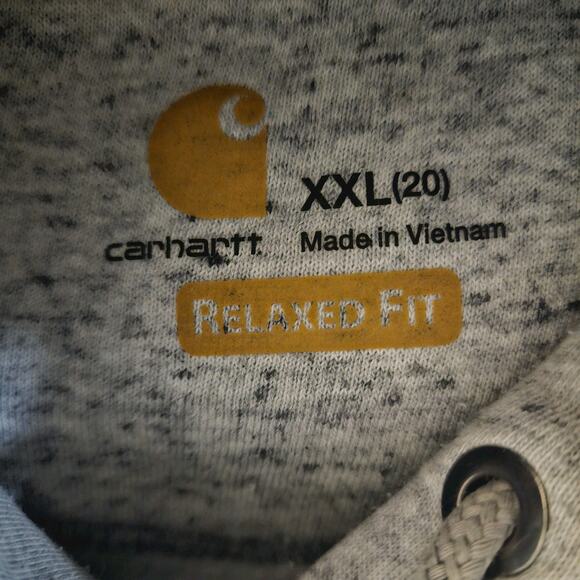 carhartt
XXL(20)
Made in Vietnam
RELAXED FIT